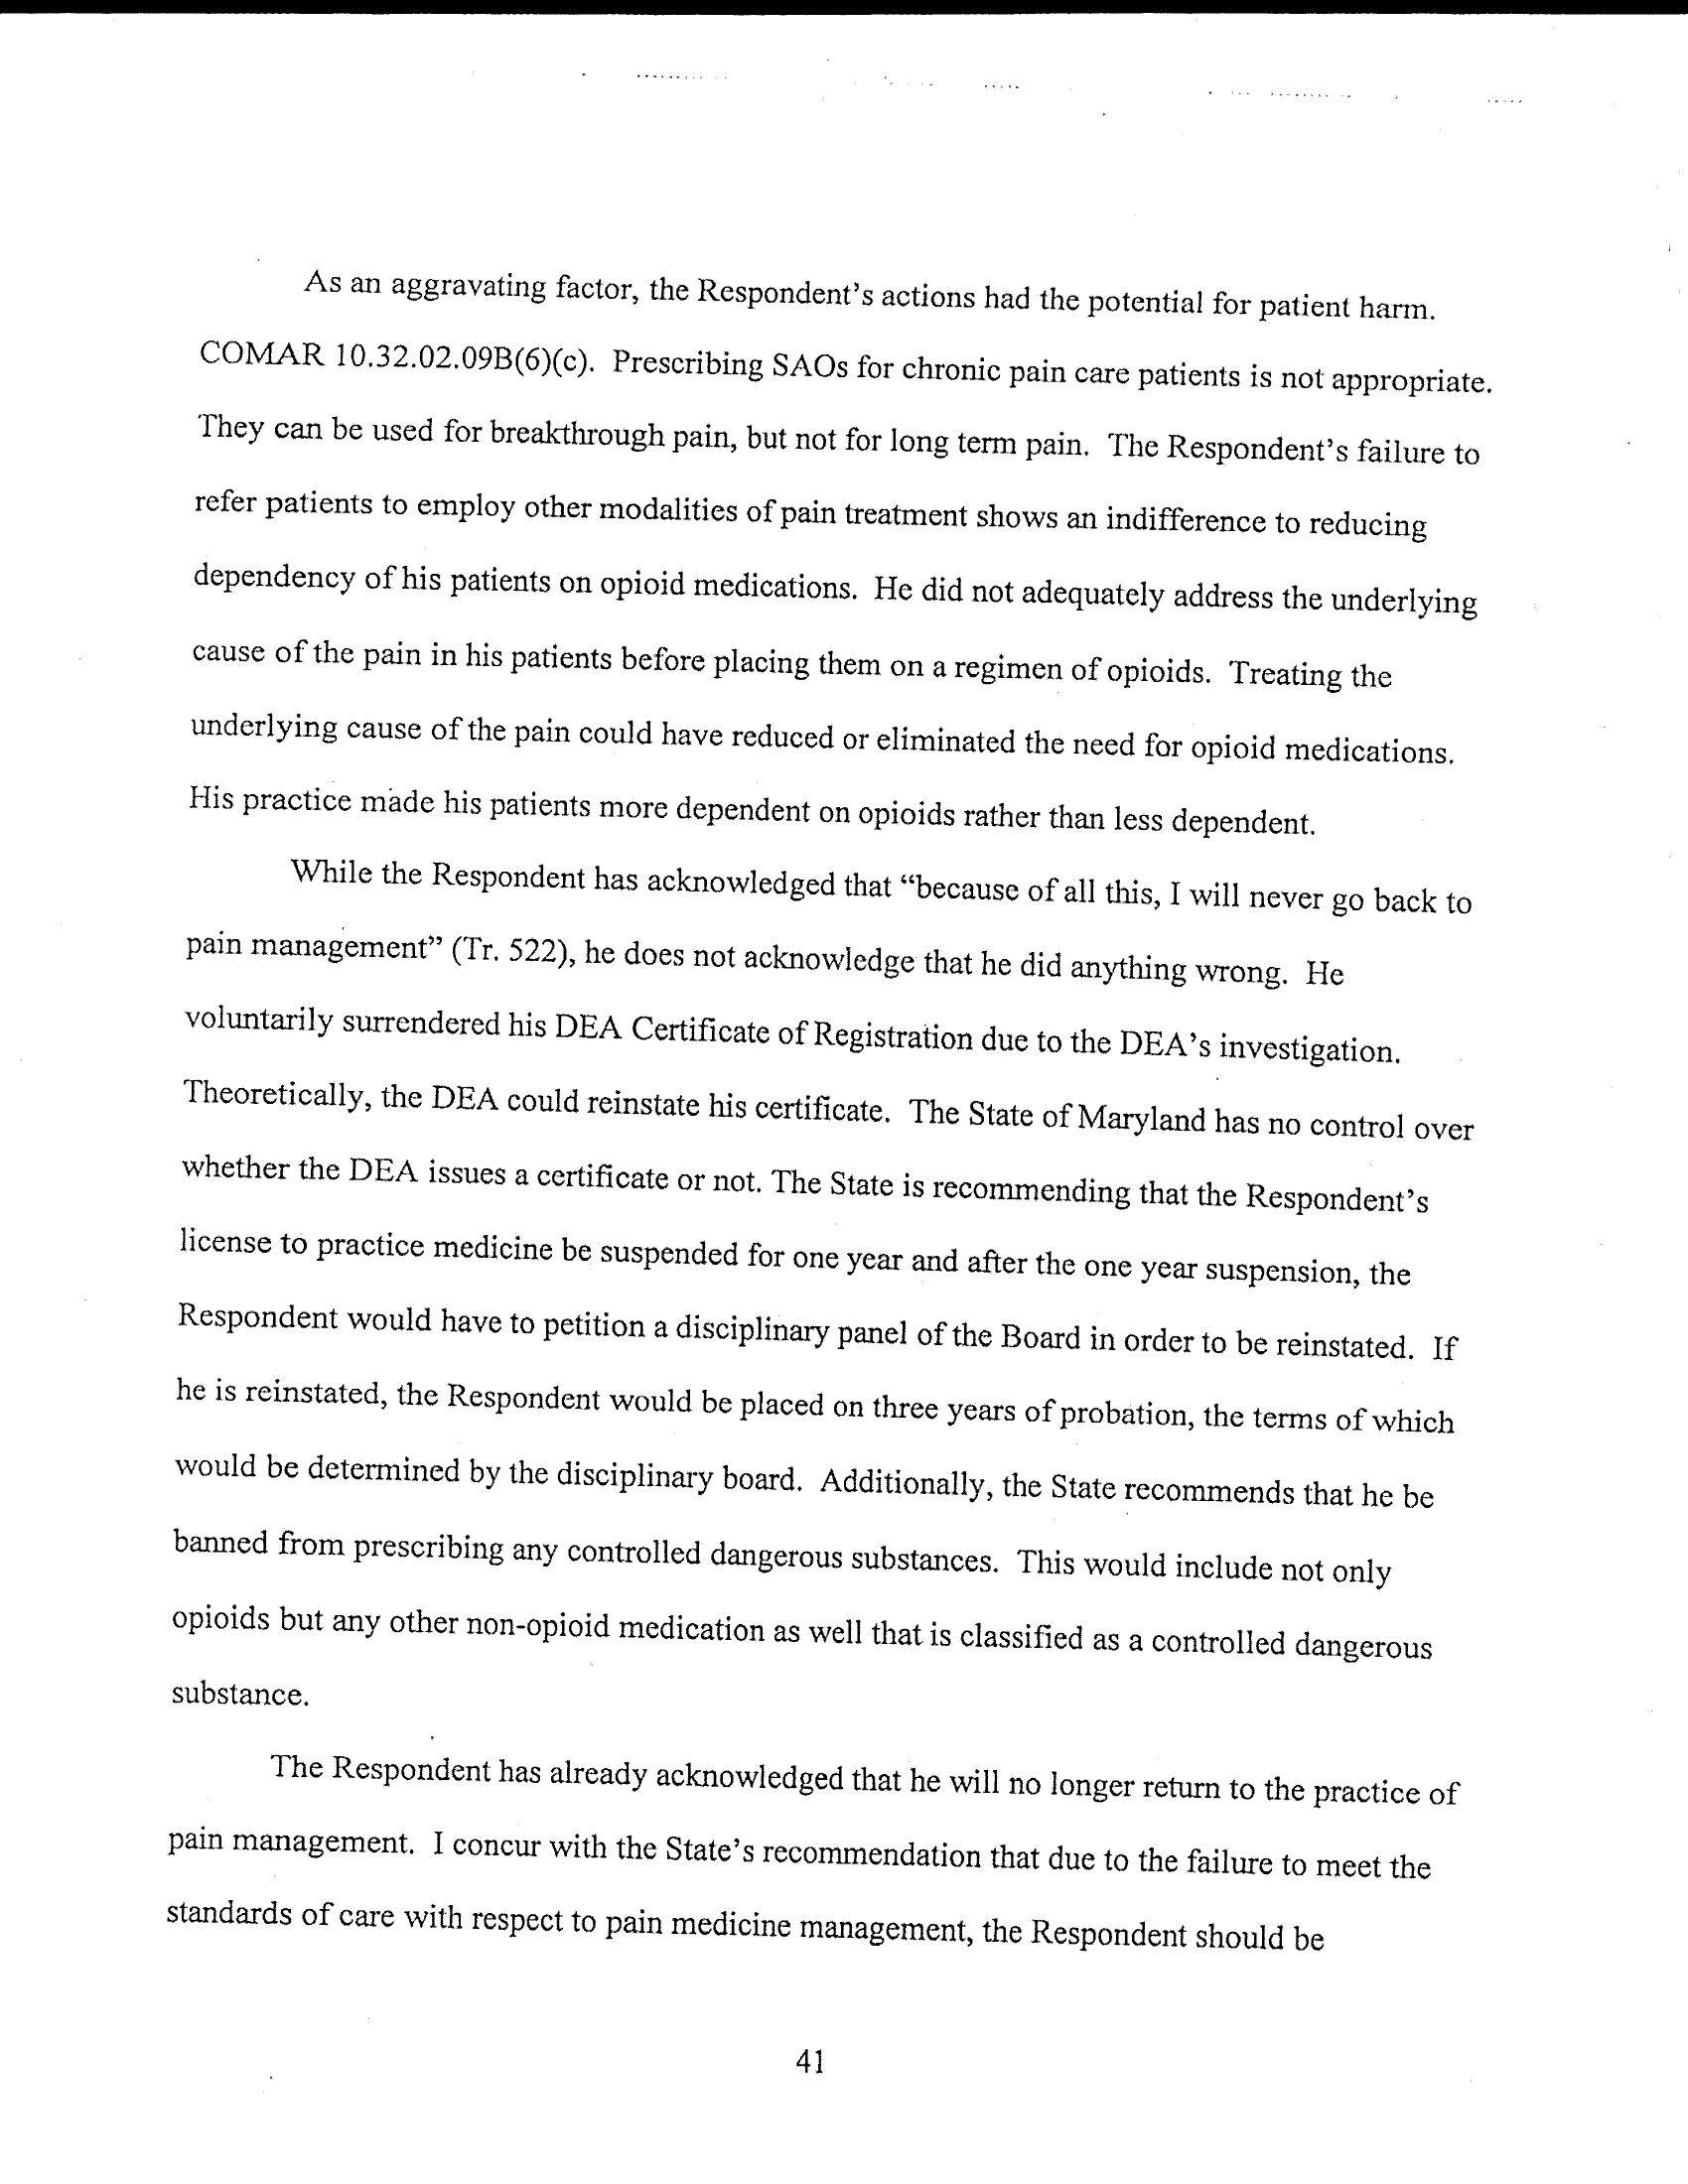 As an aggravating factor, the Respondent's actions had the potential for patient harm.
COMAR 10.32.02.09B(6)(c).  Prescribing SAOs for chronic pain care patients is not appropriate.
They can be used for breakthrough pain, but not for long term pain.  The Respondent's failure to
refer patients to employ other modalities of pain treatment shows an indifference to reducing
dependency of his patients on opioid medications.  He did not adequately address the underlying
cause of the pain in his patients before placing them on a regimen of opioids.  Treating the
underlying cause of the pain could have reduced or eliminated the need for opioid medications.
His practice made his patients more dependent on opioids rather than less dependent.
While the Respondent has acknowledged that “because of all this, I will never go back to
pain management” (Tr. 522), he does not acknowledge that he did anything wrong.  He
voluntarily surrendered his DEA Certificate of Registration due to the DEA's investigation.
Theoretically, the DEA could reinstate his certificate.  The State of Maryland has no control over
whether the DEA issues a certificate or not. The State is recommending that the Respondent's
license to practice medicine be suspended for one year and after the one year suspension, the
Respondent would have to petition a disciplinary panel of the Board in order to be reinstated.  If
he is reinstated, the Respondent would be placed on three years of probation, the terms of which
would be determined by the disciplinary board.  Additionally, the State recommends that he be
banned from prescribing any controlled dangerous substances.  This would include not only
opioids but any other non-opioid medication as well that is classified as a controlled dangerous
substance.
The Respondent has already acknowledged that he will no longer return to the practice of
pain management.  I concur with the State's recommendation that due to the failure to meet the
standards of care with respect to pain medicine management, the Respondent should be
41